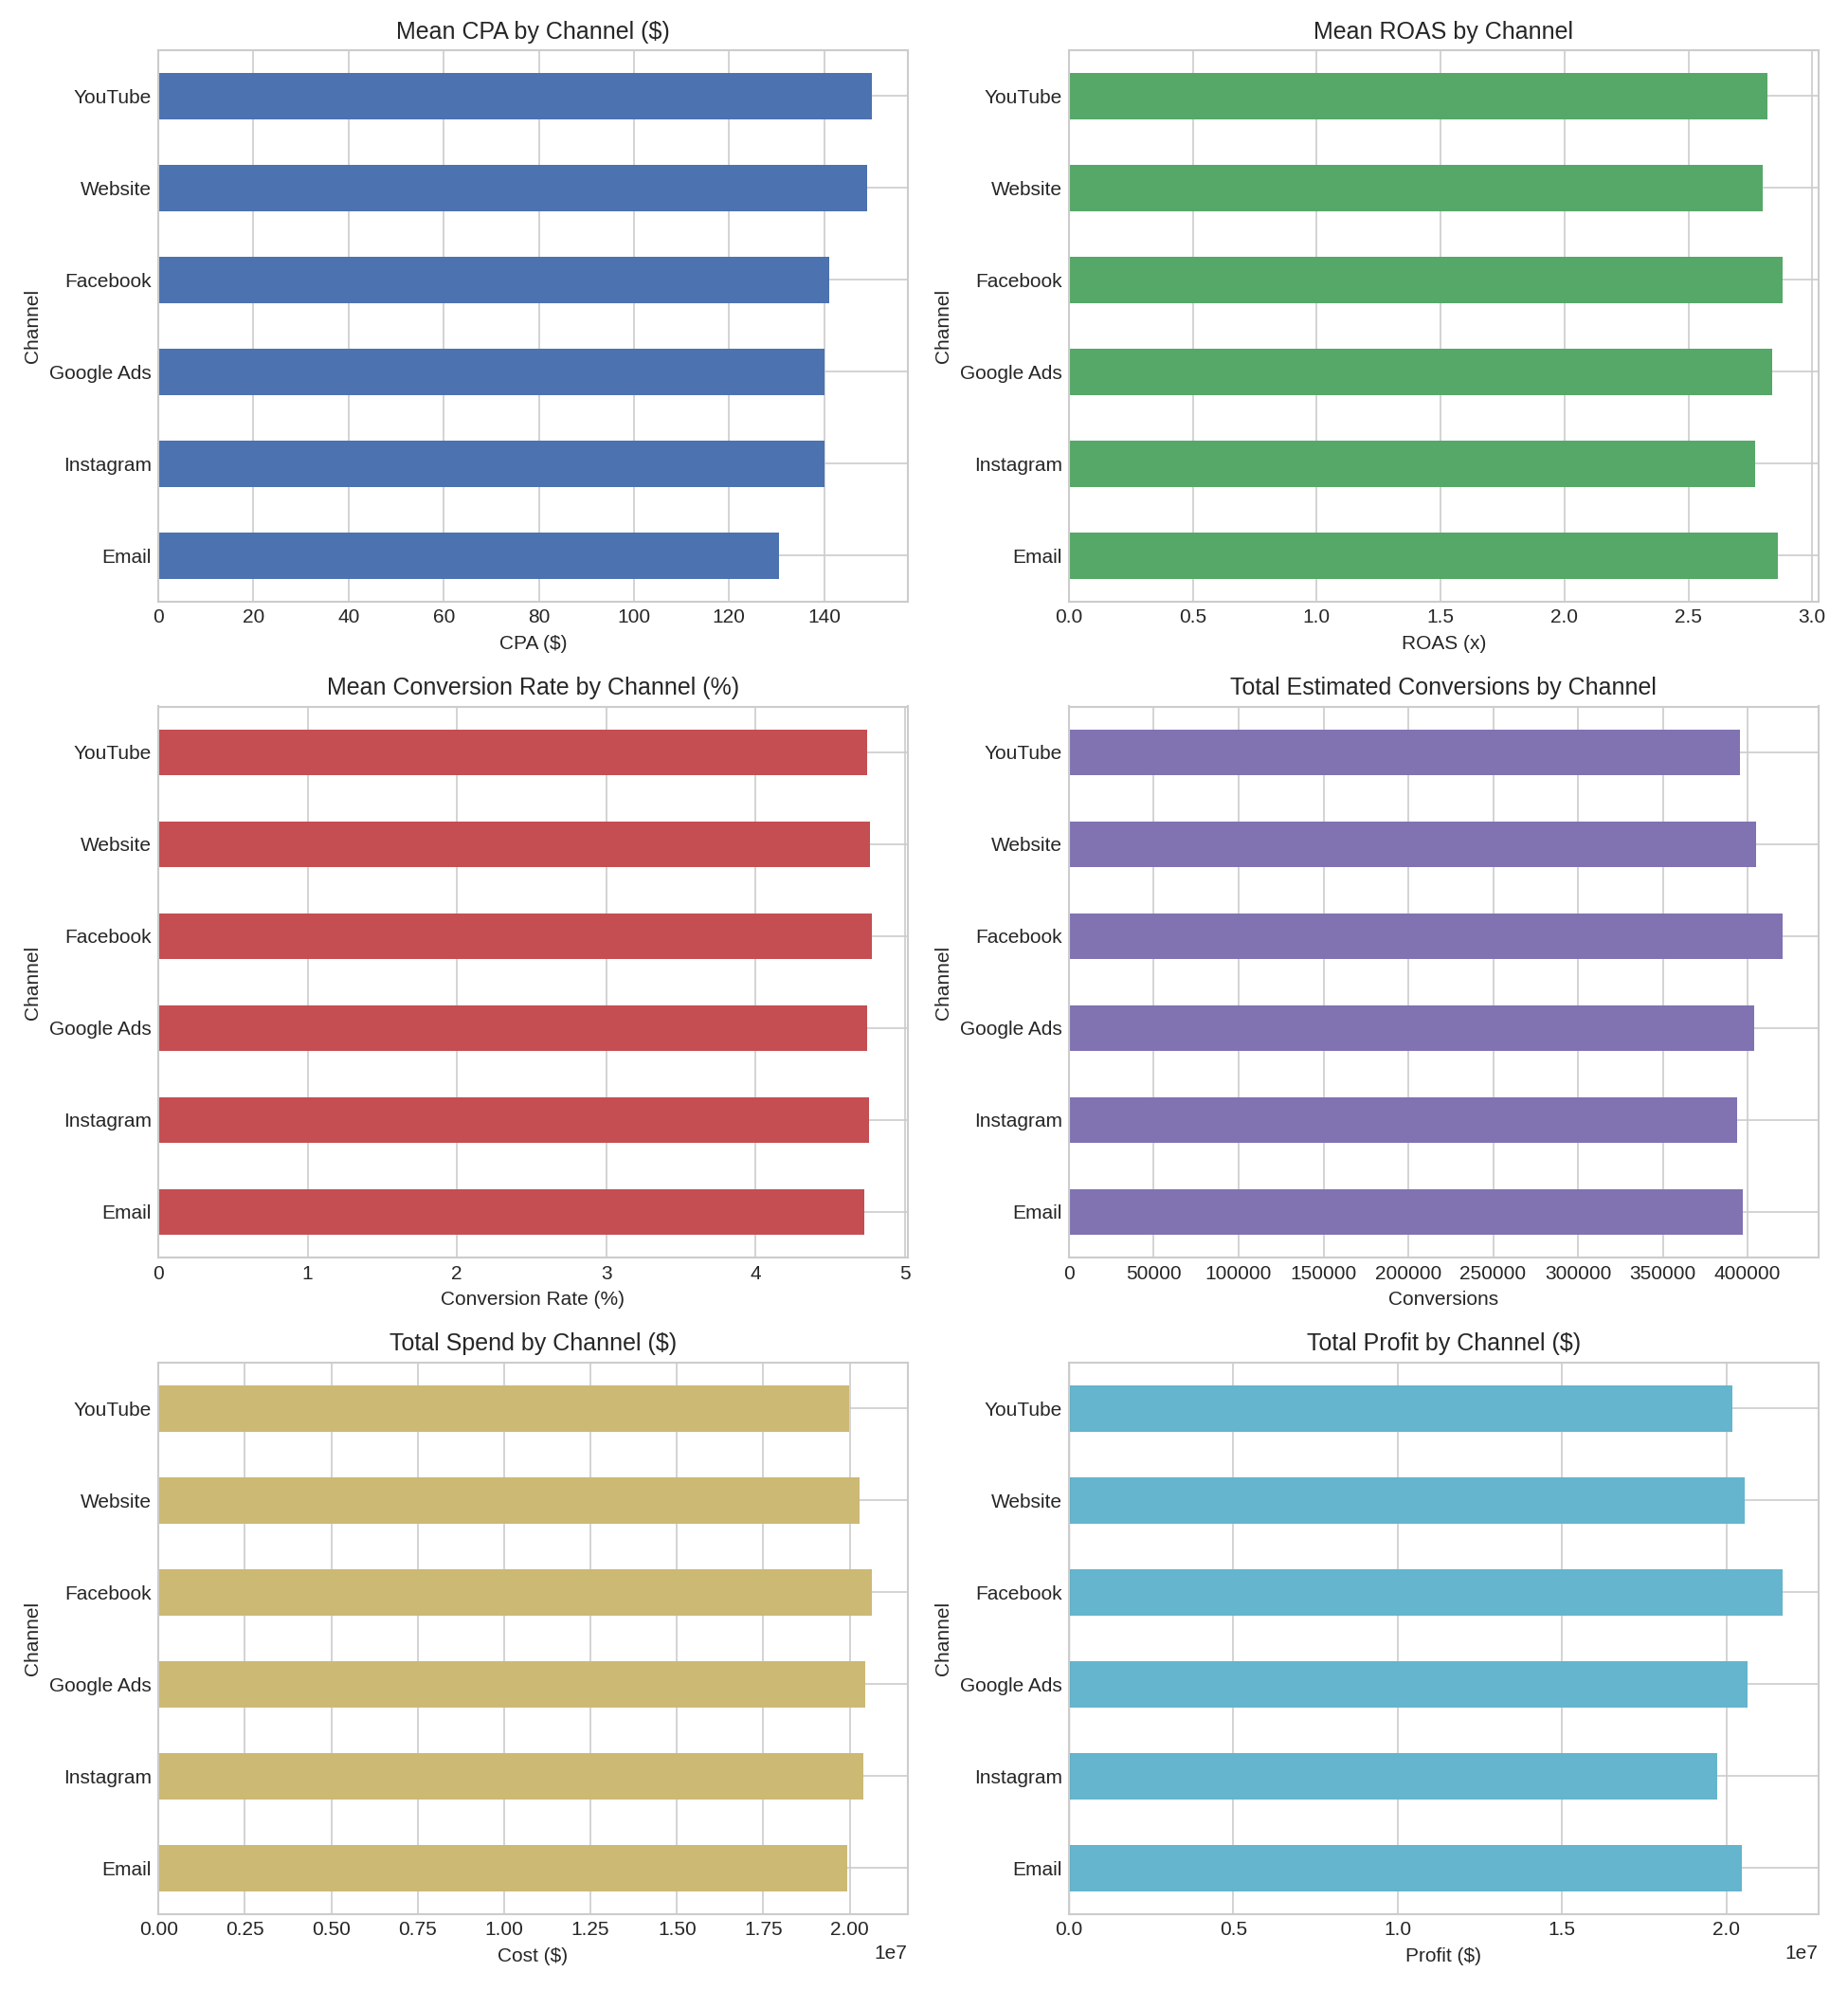 Mean CPA by Channel ($)
Channel
YouTube
Website
Facebook
Google Ads
Instagram
Email
0 20 40 60 80 100 120 140
CPA ($)
Mean ROAS by Channel
Channel
YouTube
Website
Facebook
Google Ads
Instagram
Email
0.0 0.5 1.0 1.5 2.0 2.5 3.0
ROAS (x)
Mean Conversion Rate by Channel (%)
Channel
YouTube
Website
Facebook
Google Ads
Instagram
Email
0 1 2 3 4 5
Conversion Rate (%)
Total Estimated Conversions by Channel
Channel
YouTube
Website
Facebook
Google Ads
Instagram
Email
0 50000 100000 150000 200000 250000 300000 350000 400000
Conversions
Total Spend by Channel ($)
Channel
YouTube
Website
Facebook
Google Ads
Instagram
Email
0.00 0.25 0.50 0.75 1.00 1.25 1.50 1.75 2.00
1e7
Cost ($)
Total Profit by Channel ($)
Channel
YouTube
Website
Facebook
Google Ads
Instagram
Email
0.0 0.5 1.0 1.5 2.0
1e7
Profit ($)